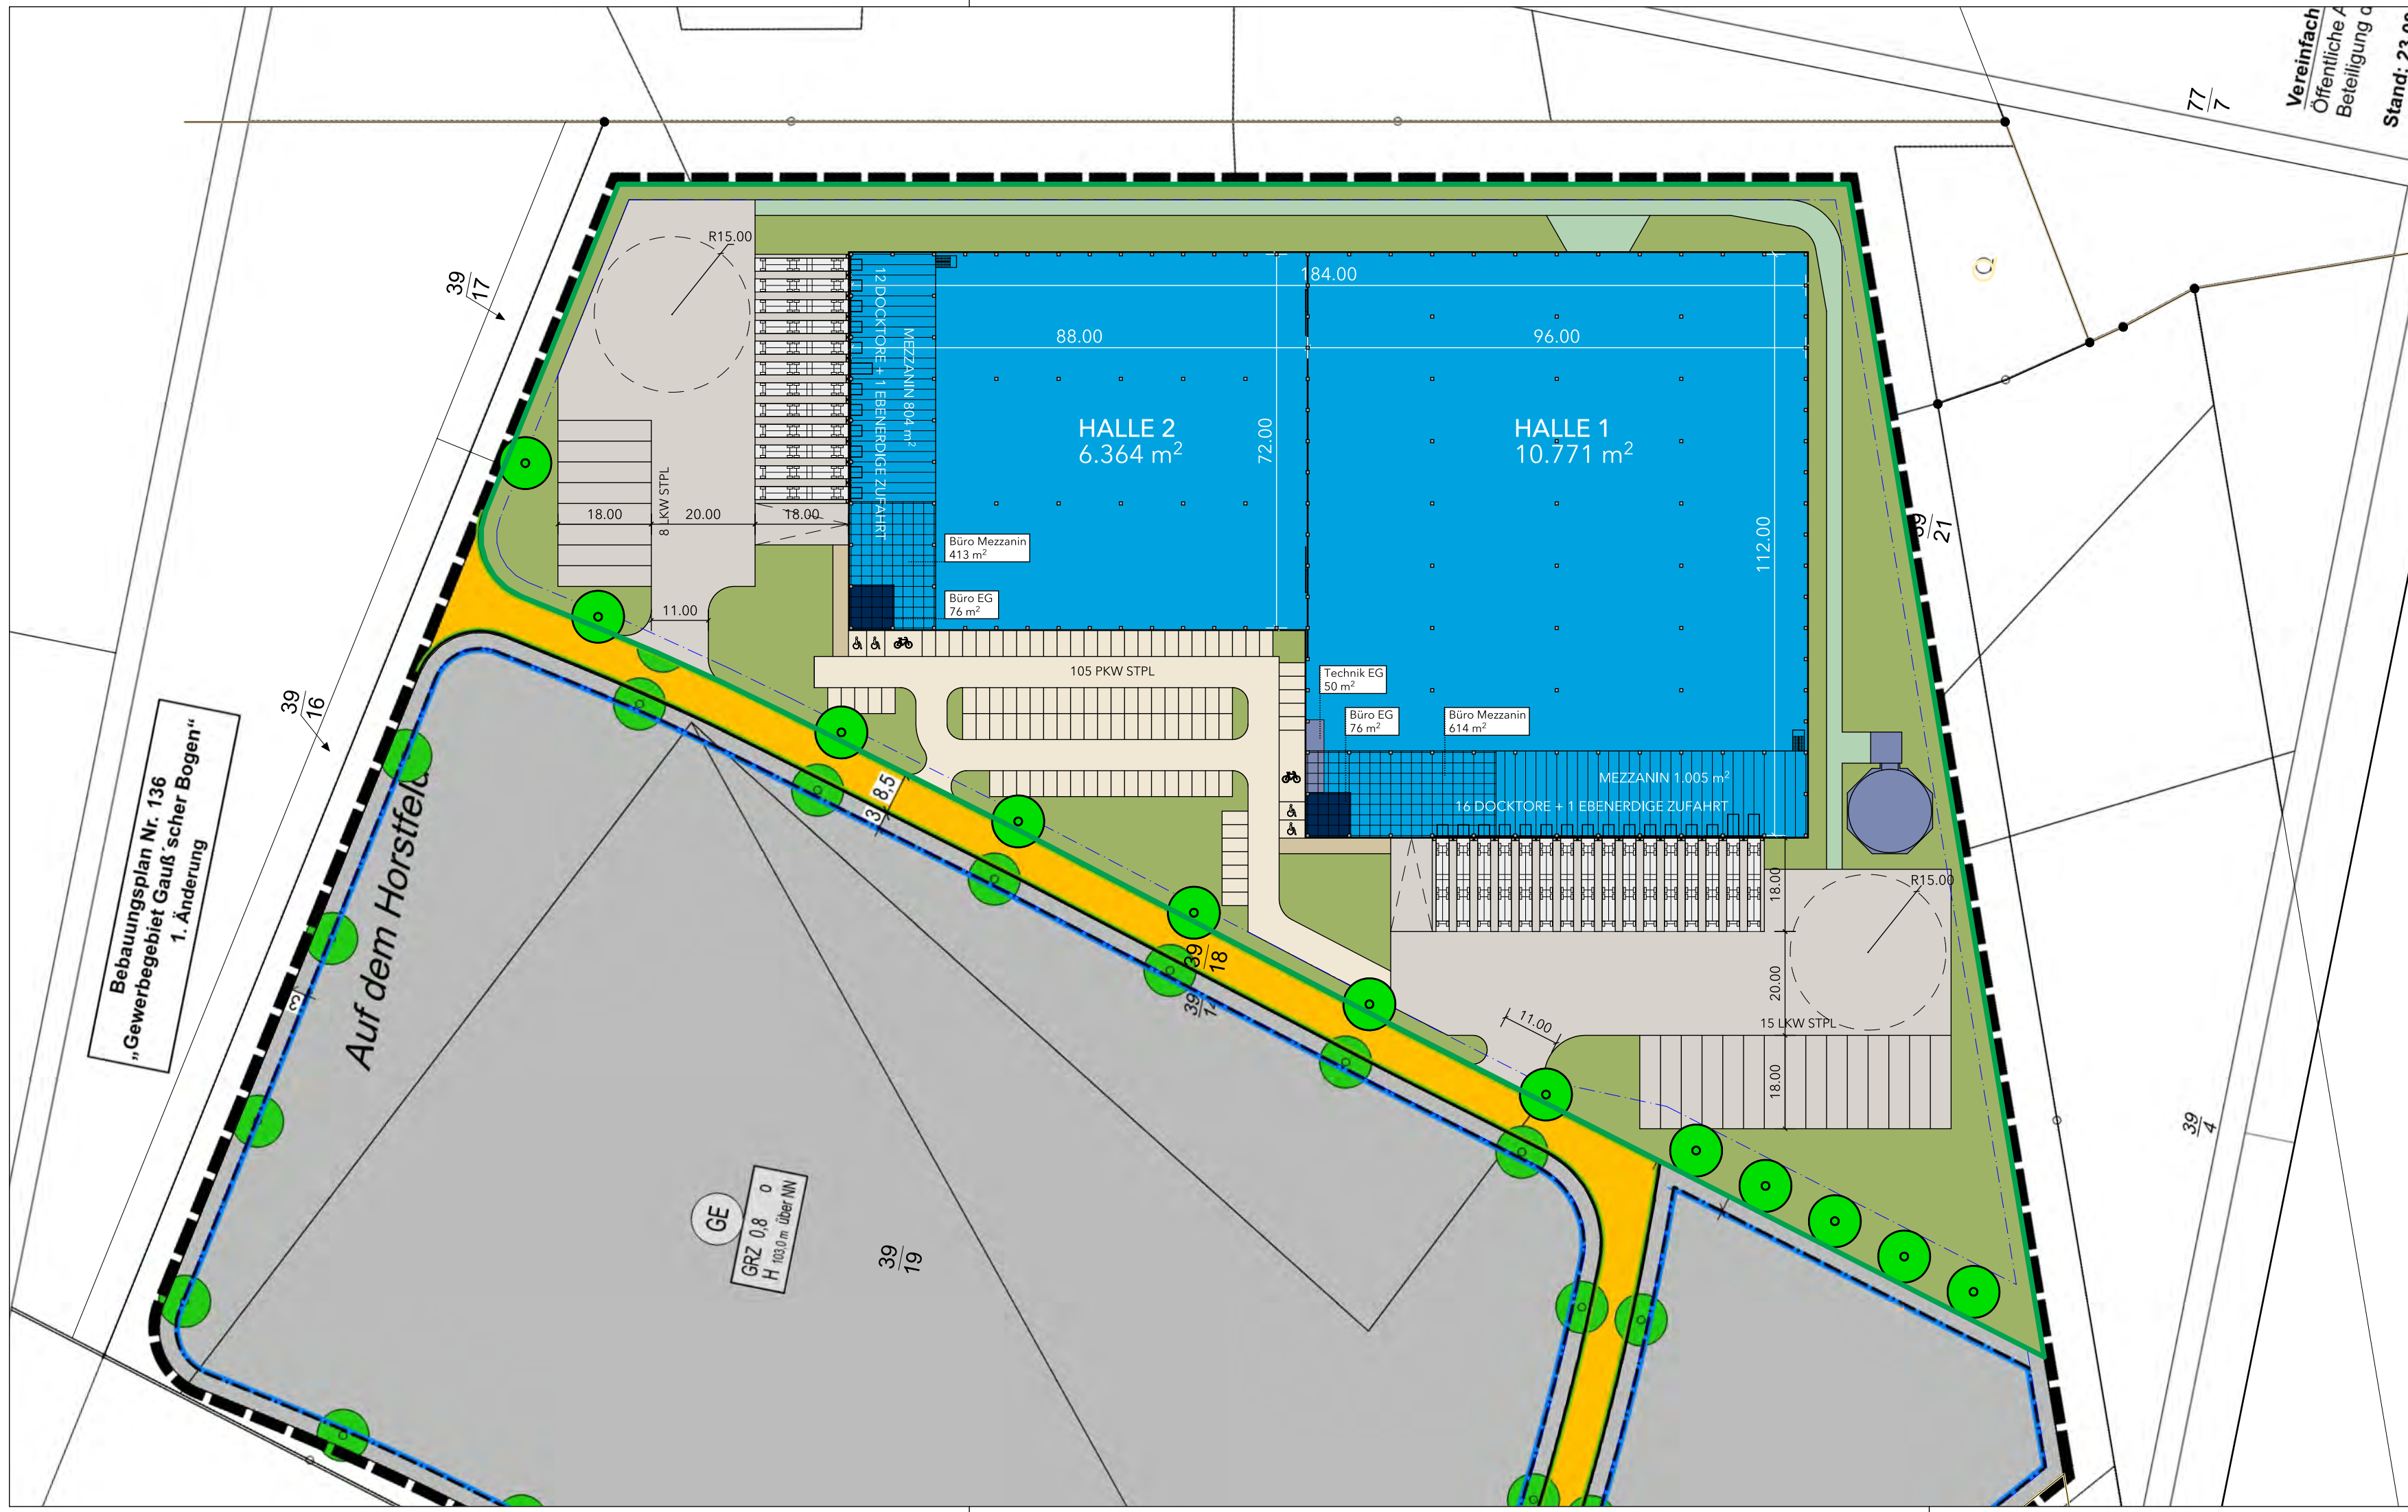 Vereinfach
Öffentliche A
Beteiligung d
Stand: 23.09
77
7
39
17
R15.00
184.00
88.00
96.00
12 DOCKTORE + 1 EBENERDIGE ZUFAHRT
MEZZANIN 804 m²
HALLE 2
6.364 m²
72.00
HALLE 1
10.771 m²
112.00
39
21
8 LKW STPL
18.00
20.00
18.00
Büro Mezzanin
413 m²
Büro EG
76 m²
11.00
105 PKW STPL
Technik EG
50 m²
Büro EG
76 m²
Büro Mezzanin
614 m²
MEZZANIN 1.005 m²
16 DOCKTORE + 1 EBENERDIGE ZUFAHRT
39
16
Bebauungsplan Nr. 136
„Gewerbegebiet Gauß´scher Bogen“
1. Änderung
Auf dem Horstfeld
3
8,5
3
39
18
39
14
18.00
R15.00
20.00
11.00
15 LKW STPL
18.00
39
4
GE
GRZ 0,8 o
H 103,0 m über NN
39
19